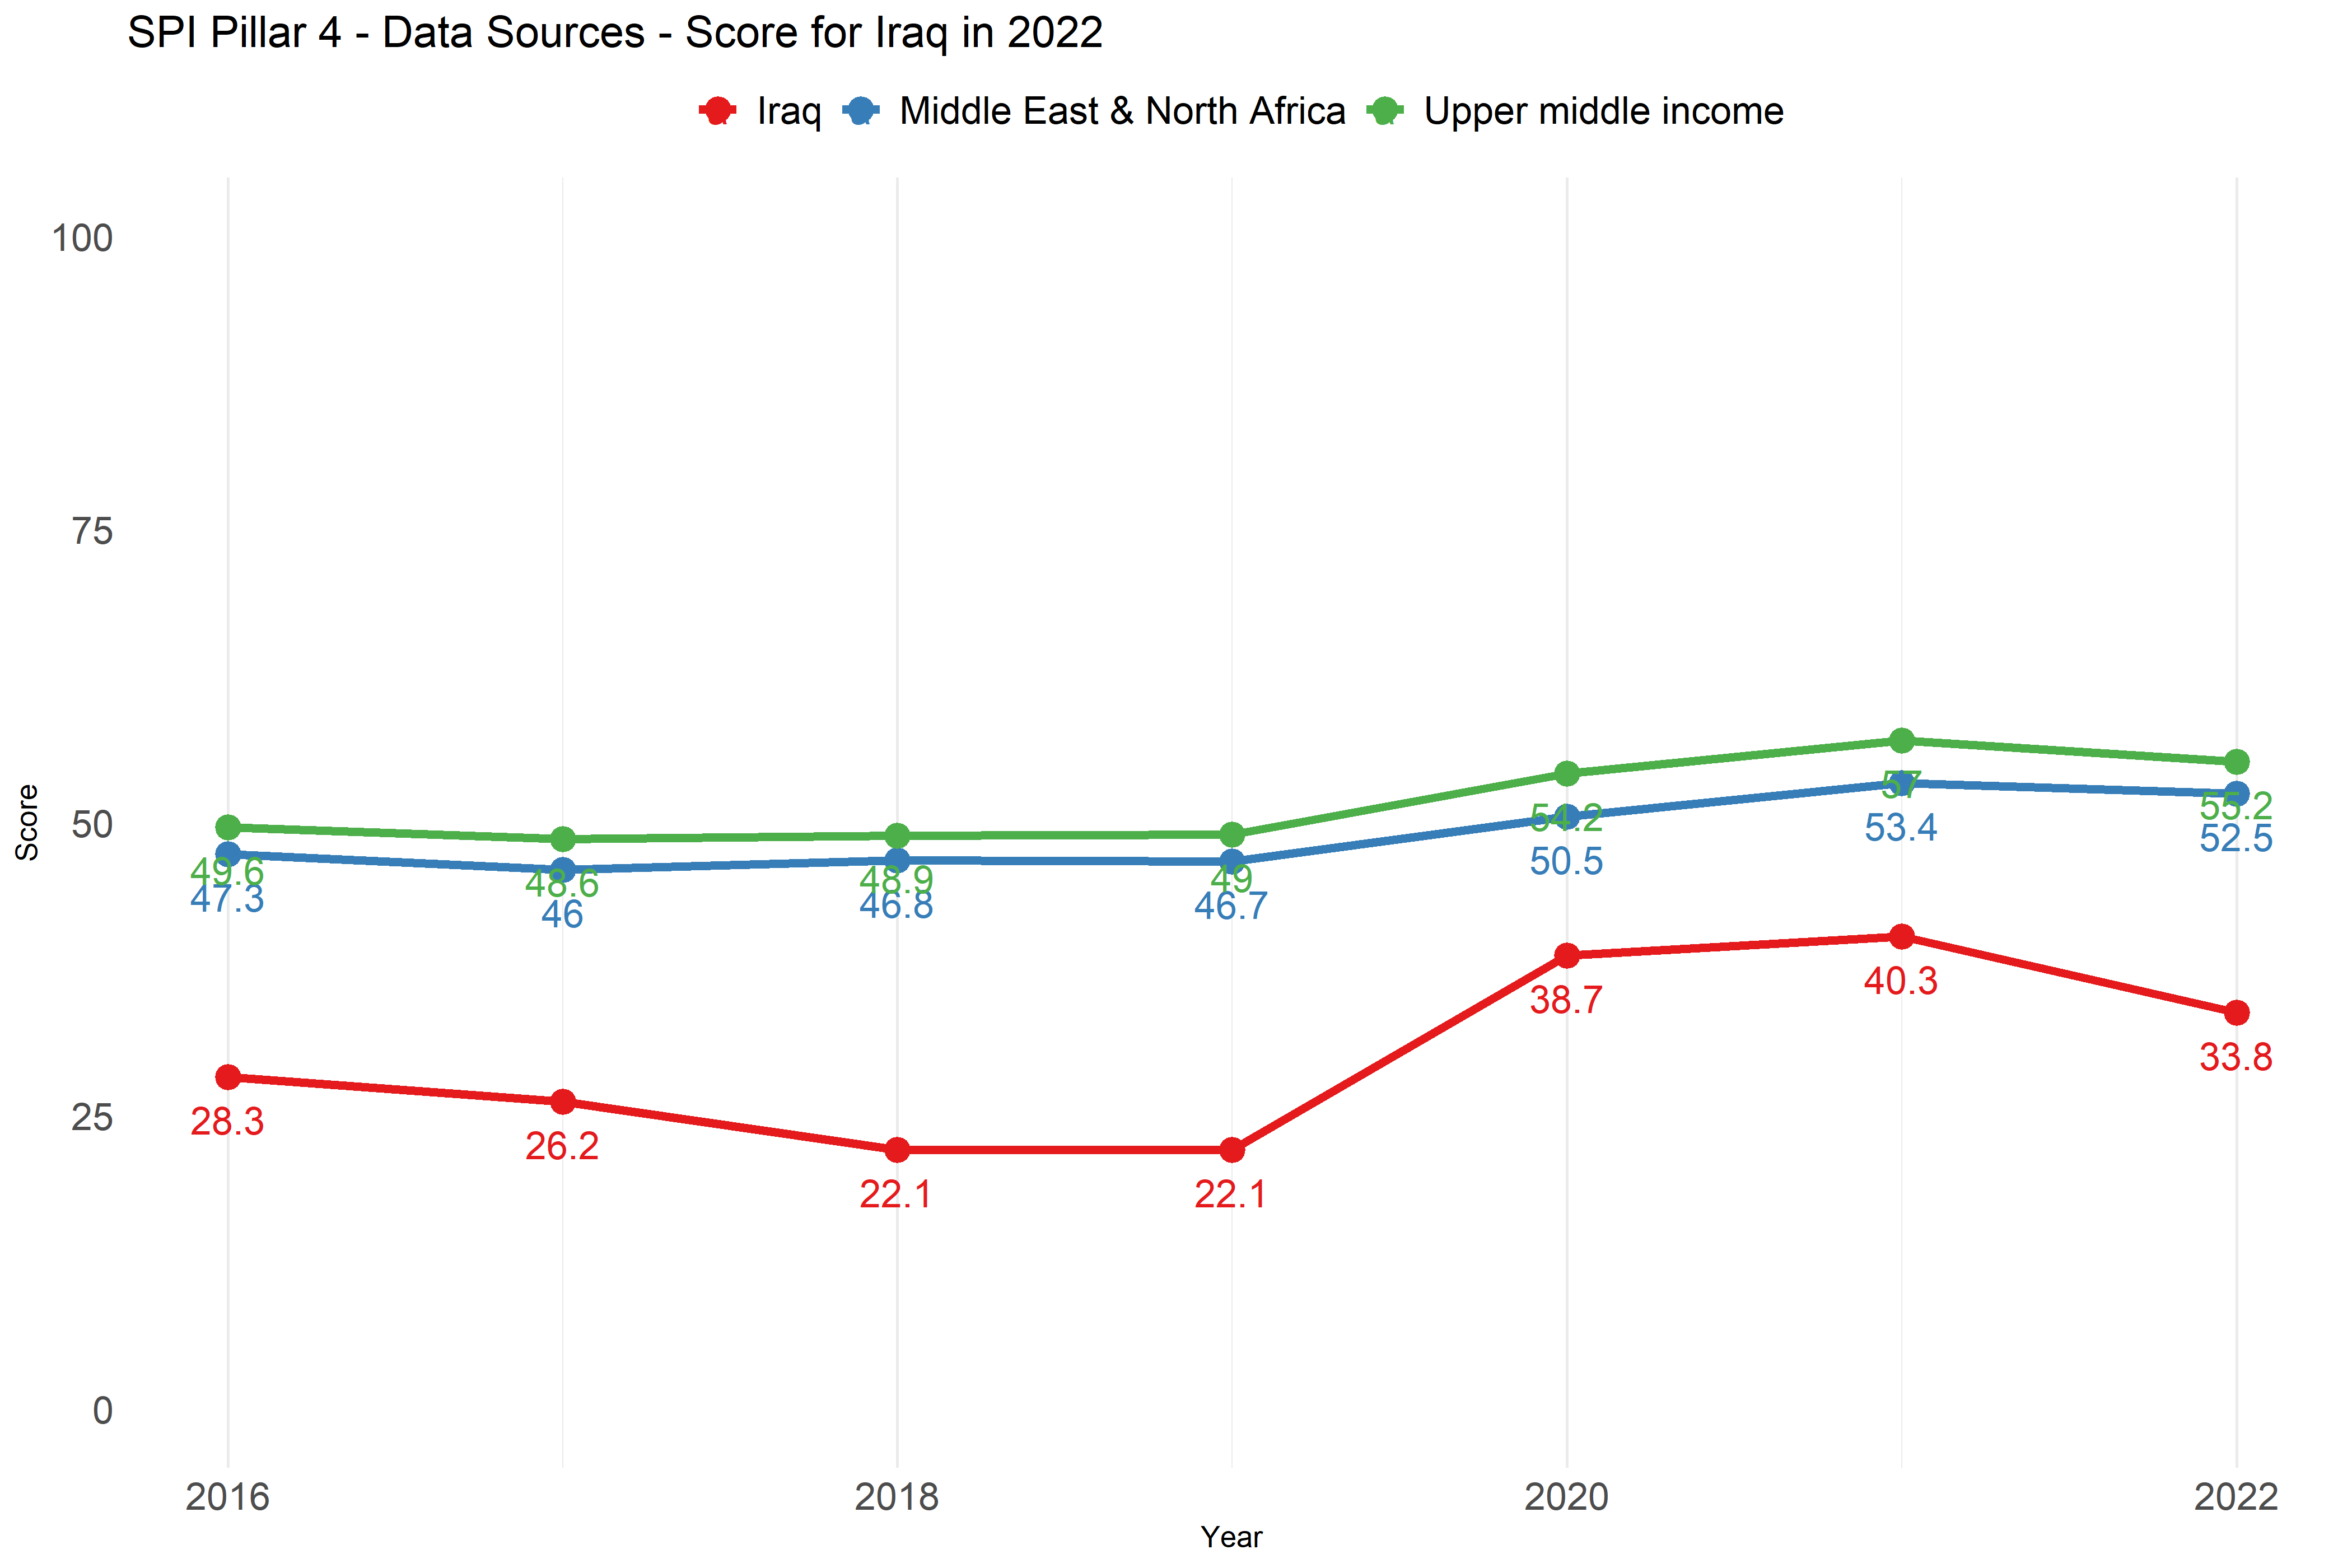 SPI Pillar 4 - Data Sources - Score for Iraq in 2022
Iraq Middle East & North Africa Upper middle income
100
75
50
25
0
Score
49.6 48.6 48.9 49 54.2 57 55.2
47.3 46 46.8 46.7 50.5 53.4 52.5
28.3 26.2 22.1 22.1 38.7 40.3 33.8
2016 2018 2020 2022
Year